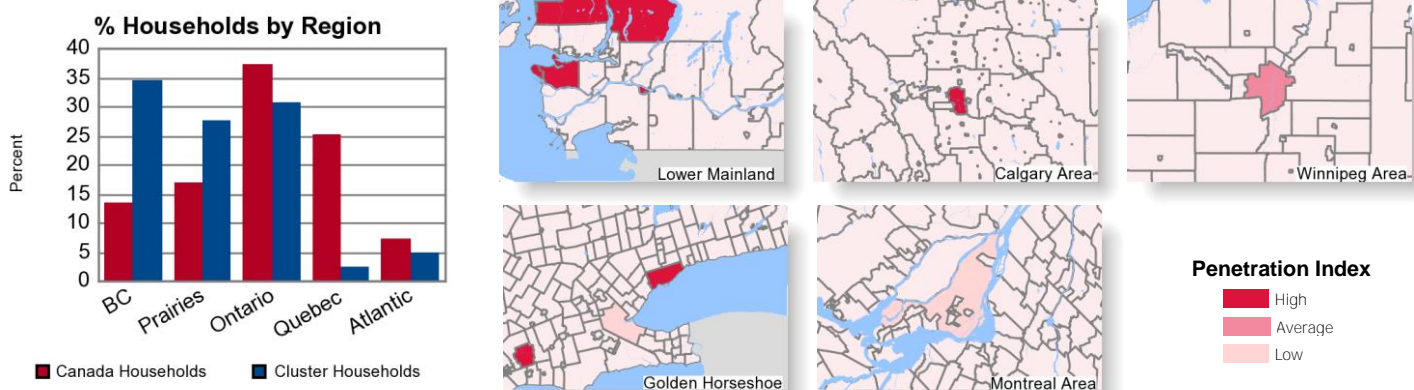 % Households by Region
Percent
40
35
30
25
20
15
10
5
0
BC
Prairies
Ontario
Quebec
Atlantic
Canada Households
Cluster Households
Lower Mainland
Calgary Area
Winnipeg Area
Golden Horseshoe
Montreal Area
Penetration Index
High
Average
Low